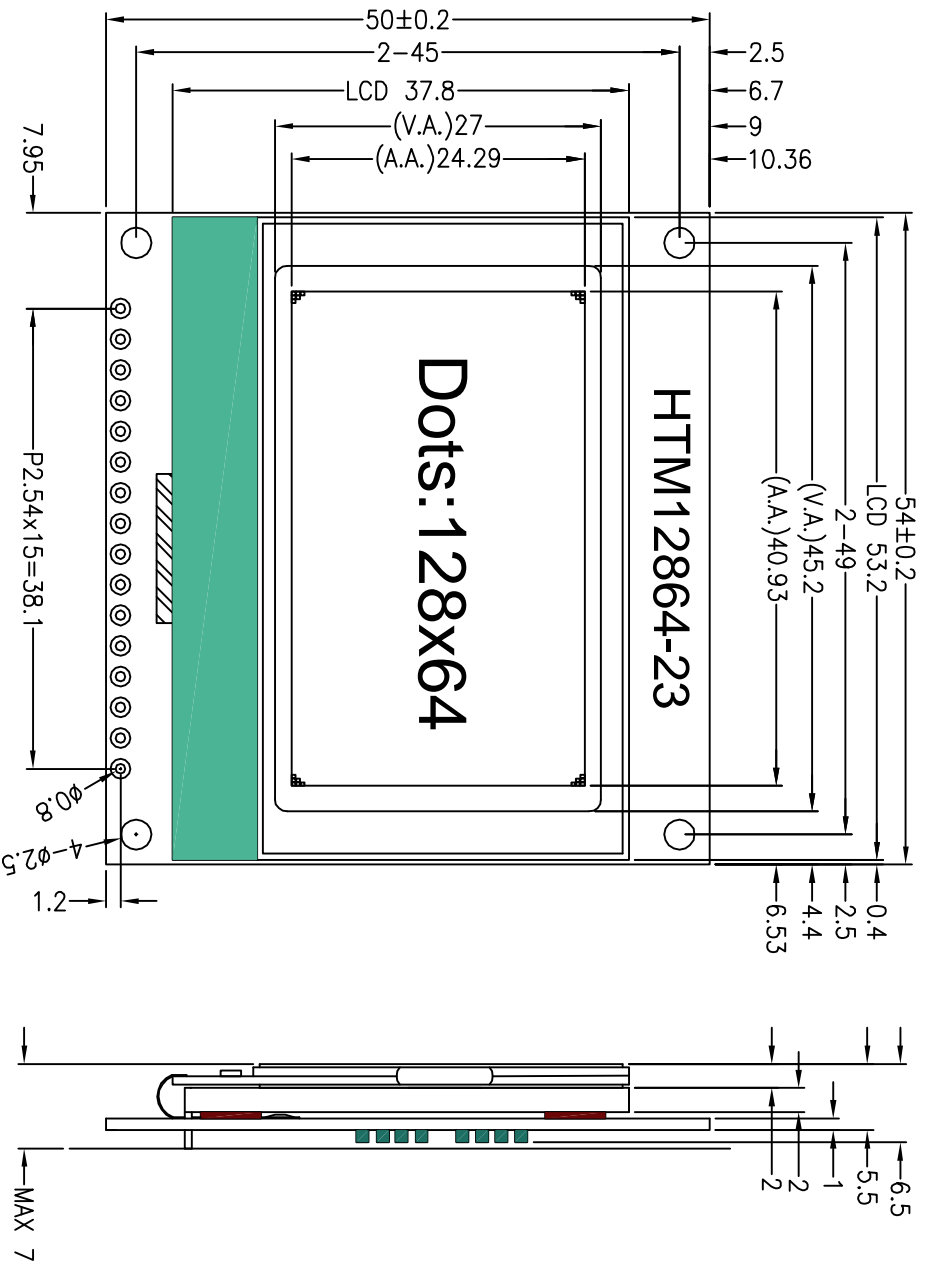 50±0.2
2-45
2.5
LCD 37.8
6.7
(V.A.)27
9
(A.A.)24.29
10.36
7.95
54±0.2
LCD 53.2
2-49
(V.A.)45.2
(A.A.)40.93
HTM12864-23
Dots:128x64
P2.54x15=38.1
ø0.8
4-ø2.5
1.2
0.4
2.5
4.4
6.53
6.5
5.5
1
2
2
MAX 7